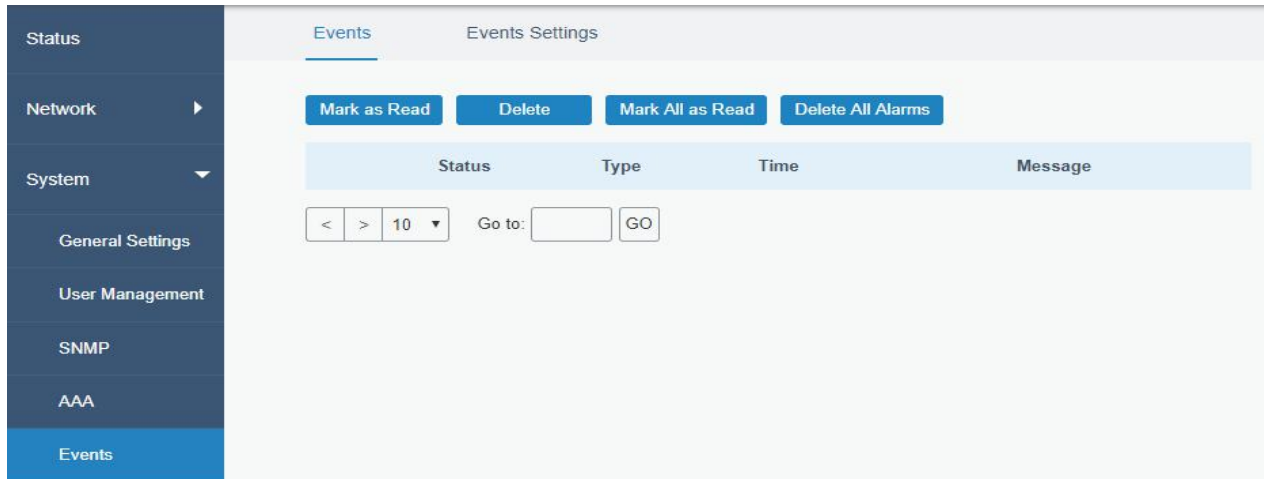 Status
Network
System
General Settings
User Management
SNMP
AAA
Events
Events Events Settings
Mark as Read Delete Mark All as Read Delete All Alarms
Status Type Time Message
< > 10 Go to: GO